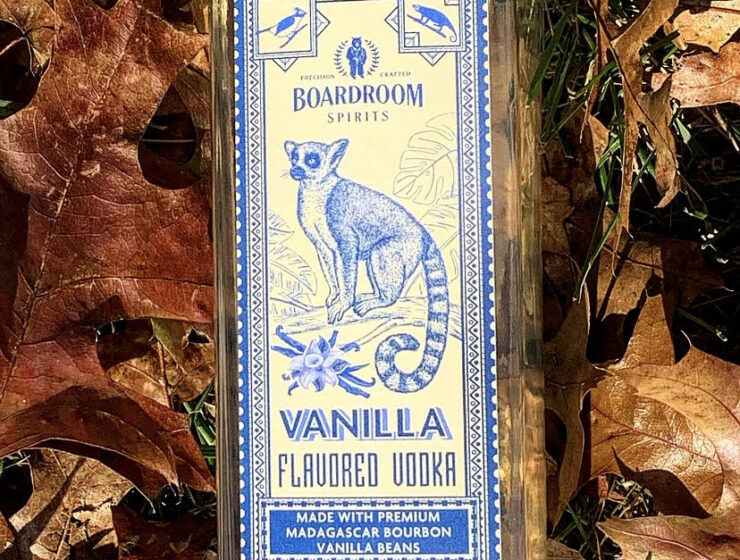 PRECISION CRAFTED
BOARDROOM
SPIRITS
VANILLA
FLAVORED VODKA
MADE WITH PREMIUM
MADAGASCAR BOURBON
VANILLA BEANS